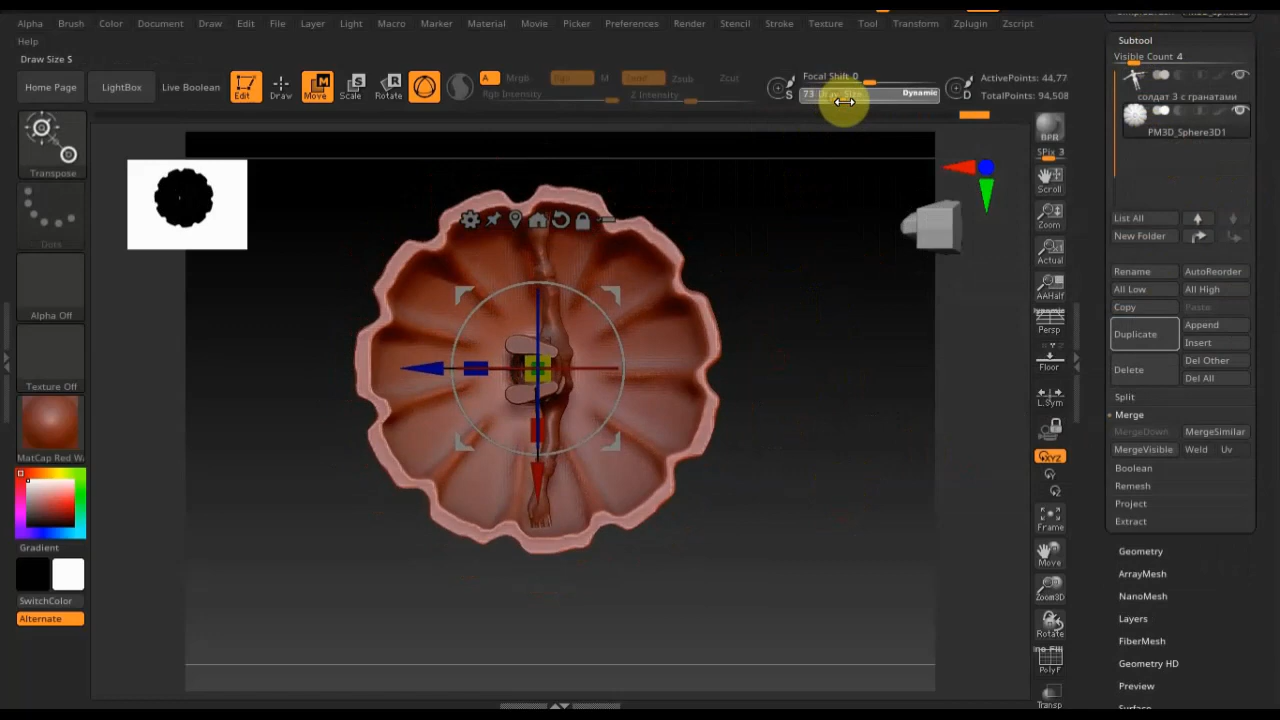 Alpha Brush Color Document Draw Edit File Layer Light Macro Marker Material Movie Picker Preferences Render Stencil Stroke Texture Tool Transform Zplugin Zscript
Help
Draw Size S
Home Page LightBox Live Boolean Edit Draw Move Scale Rotate A Mrgb Rgb M Zadd Zsub Zcut
Rgb Intensity Z Intensity
S Focal Shift 0 D
73 Draw Size Dynamic
ActivePoints: 44,77
TotalPoints: 94,508
Transpose
Dots
Alpha Off
Texture Off
MatCap Red Wa
Gradient
SwitchColor
Alternate
BPR
SPix 3
Scroll
Zoom
Actual
AAHalf
Dynamic
Persp
Floor
L.Sym
XYZ
Frame
Move
Zoom3D
Rotate
PolyF
Transp
Subtool
Visible Count 4
солдат 3 с гранатами
PM3D_Sphere3D1
List All
New Folder
Rename AutoReorder
All Low All High
Copy Paste
Duplicate Append
Insert
Delete Del Other
Del All
Split
Merge
MergeDown MergeSimilar
MergeVisible Weld Uv
Boolean
Remesh
Project
Extract
Geometry
ArrayMesh
NanoMesh
Layers
FiberMesh
Geometry HD
Preview
Surface